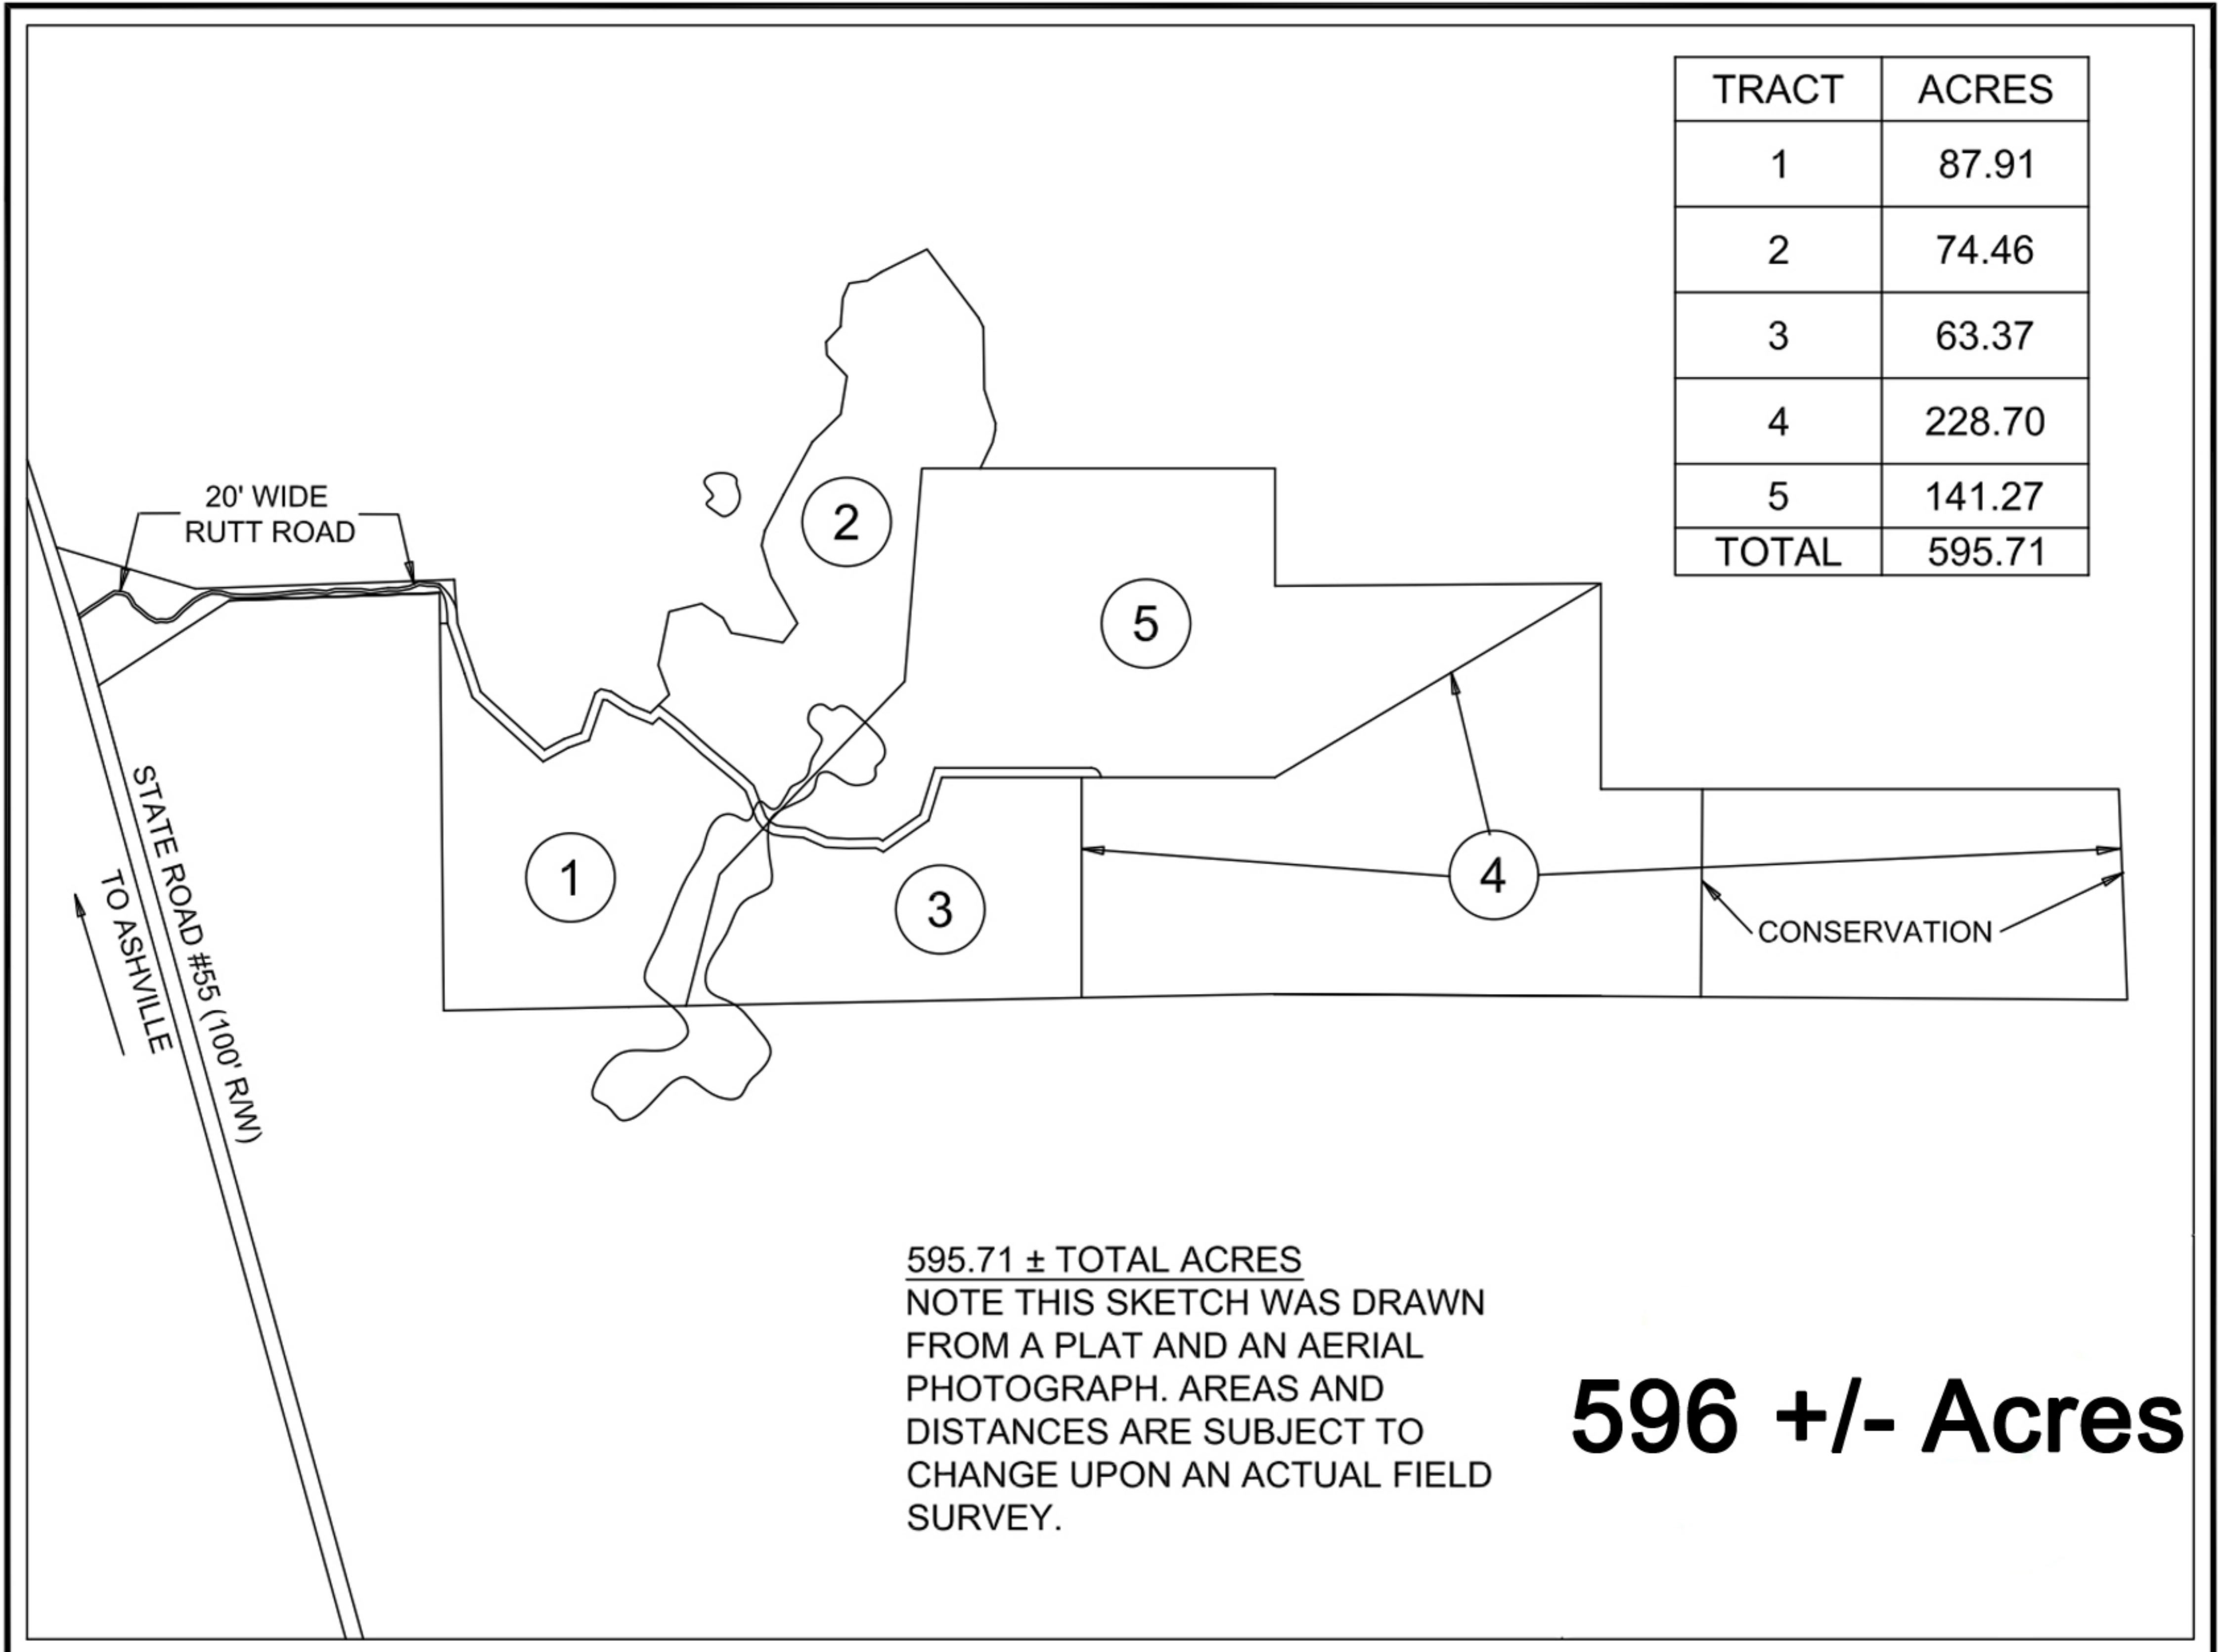 TRACT ACRES
1 87.91
2 74.46
3 63.37
4 228.70
5 141.27
TOTAL 595.71
20' WIDE
RUTT ROAD
2
5
1
3
4
CONSERVATION
STATE ROAD #55 (100' R/W)
TO ASHVILLE
595.71 ± TOTAL ACRES
NOTE THIS SKETCH WAS DRAWN
FROM A PLAT AND AN AERIAL
PHOTOGRAPH. AREAS AND
DISTANCES ARE SUBJECT TO
CHANGE UPON AN ACTUAL FIELD
SURVEY.
596 +/- Acres